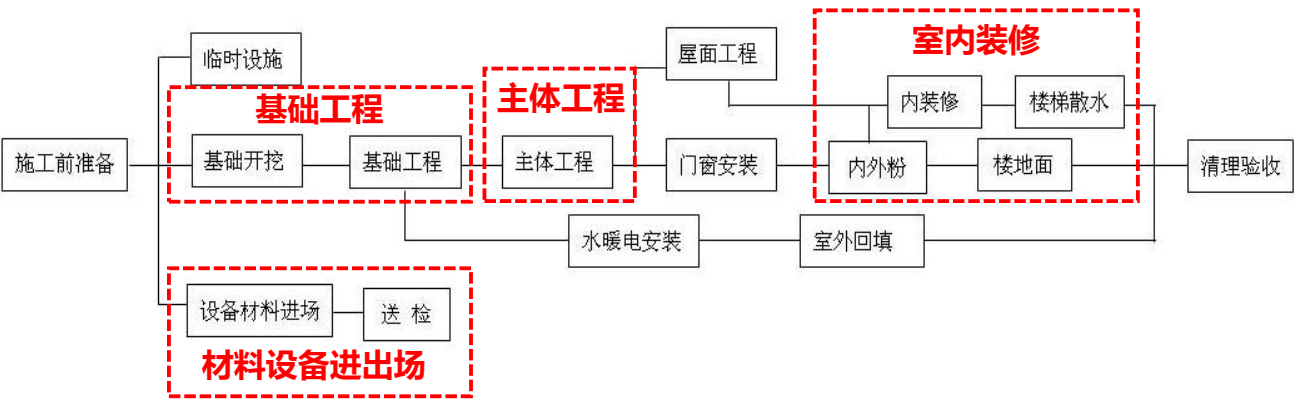 室内装修
临时设施
屋面工程
基础工程
主体工程
内装修
楼梯散水
施工前准备
基础开挖
基础工程
主体工程
门窗安装
内外粉
楼地面
清理验收
水暖电安装
室外回填
设备材料进场
送 检
材料设备进出场